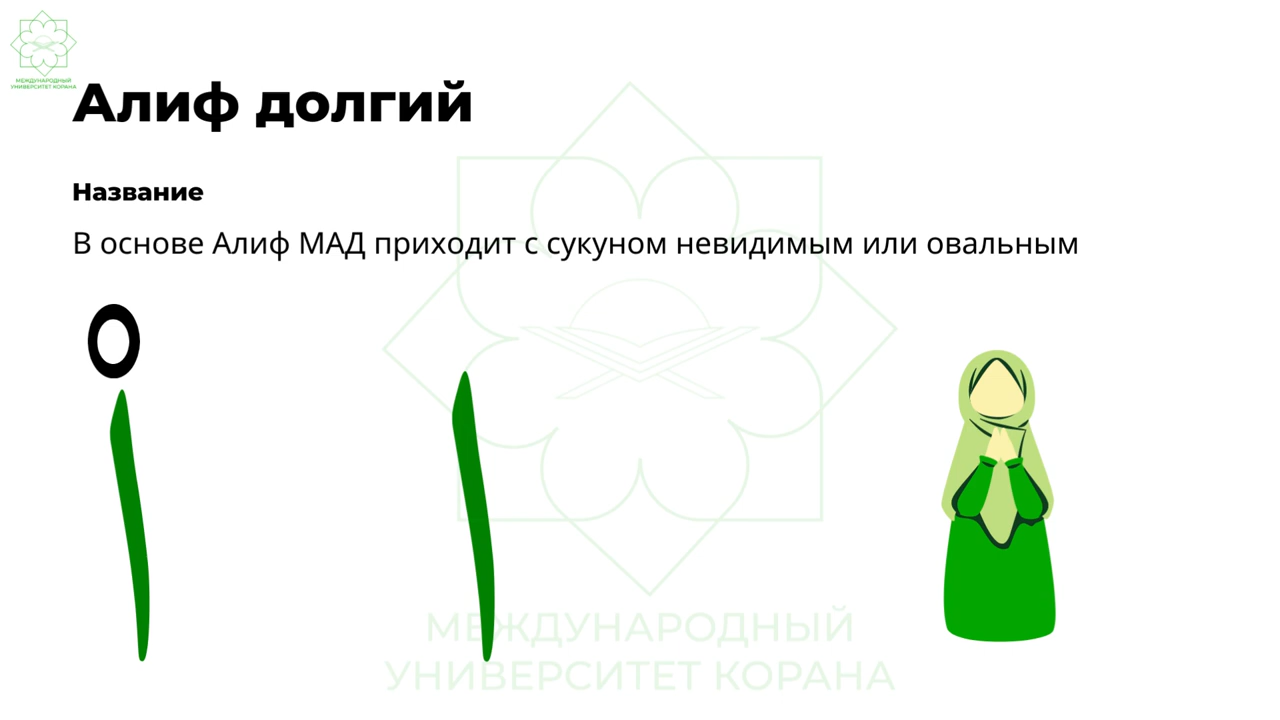 МЕЖДУНАРОДНЫЙ
УНИВЕРСИТЕТ КОРАНА
Алиф долгий
Название
В основе Алиф МАД приходит с сукуном невидимым или овальным
اْ
ا
МЕЖДУНАРОДНЫЙ
УНИВЕРСИТЕТ КОРАНА